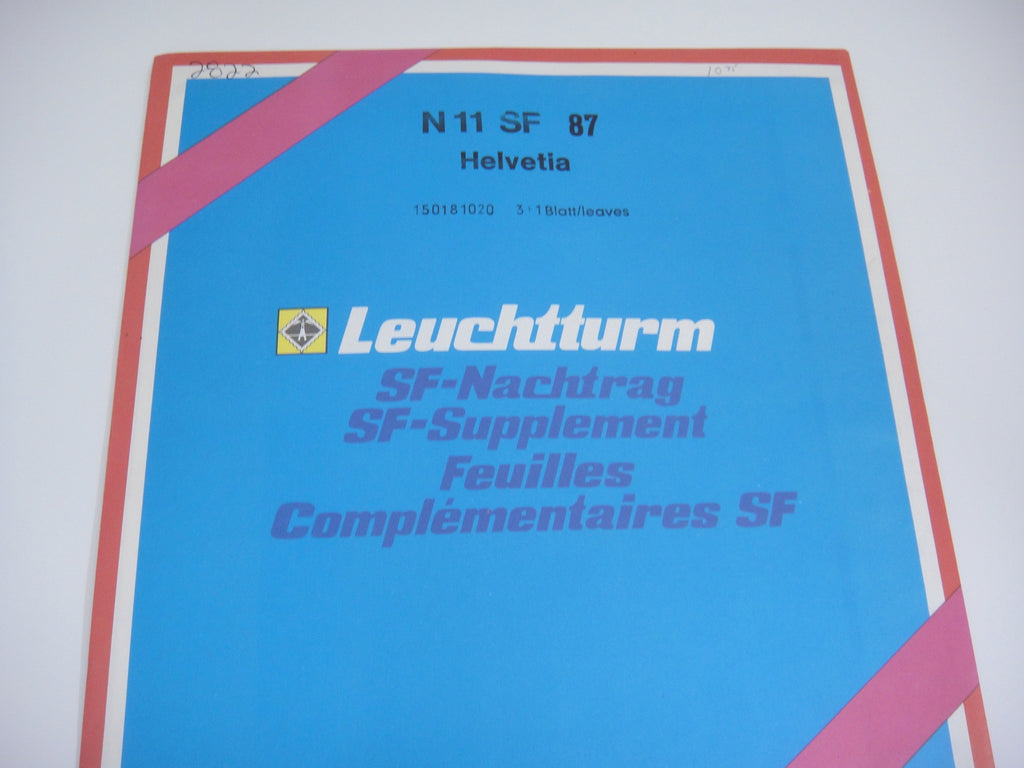 2822
10 75
N 11 SF 87
Helvetia
150181020 3+1 Blatt/leaves
Leuchtturm
SF-Nachtrag
SF-Supplement
Feuilles
Complémentaires SF